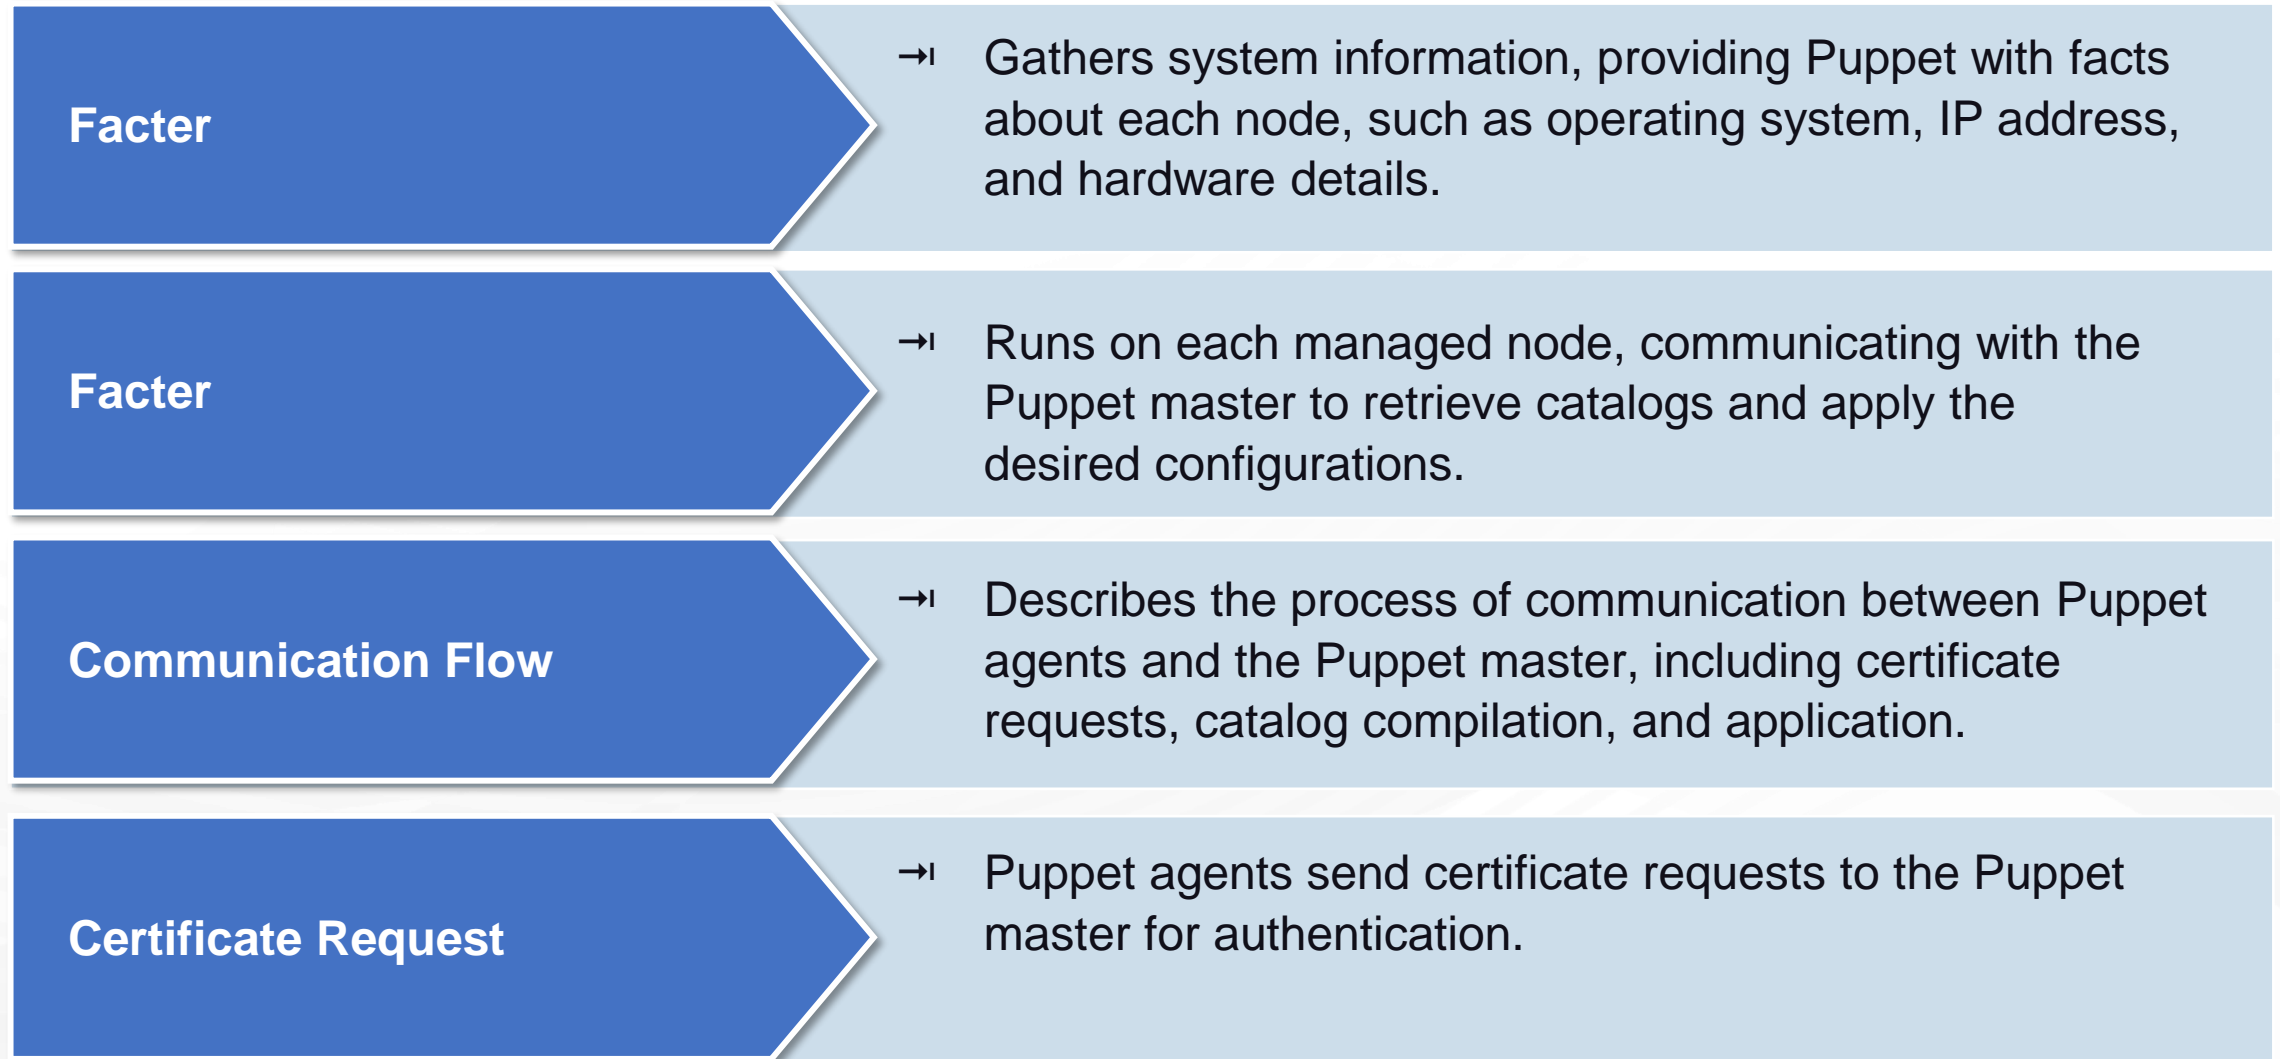 Facter
→ı Gathers system information, providing Puppet with facts
about each node, such as operating system, IP address,
and hardware details.
Facter
→ı Runs on each managed node, communicating with the
Puppet master to retrieve catalogs and apply the
desired configurations.
Communication Flow
→ı Describes the process of communication between Puppet
agents and the Puppet master, including certificate
requests, catalog compilation, and application.
Certificate Request
→ı Puppet agents send certificate requests to the Puppet
master for authentication.